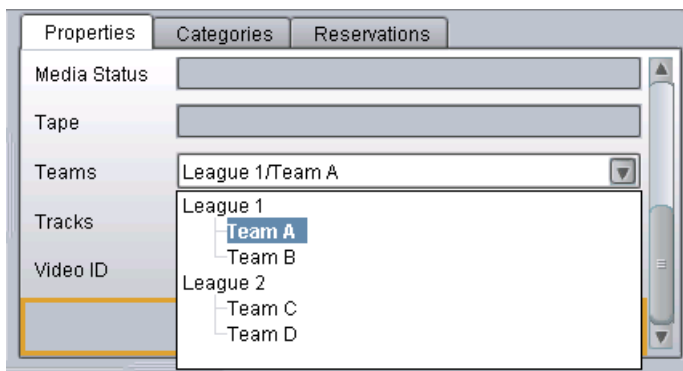 Properties Categories Reservations
Media Status
Tape
Teams League 1/Team A
League 1
Tracks
Team A
Team B
Video ID
League 2
Team C
Team D